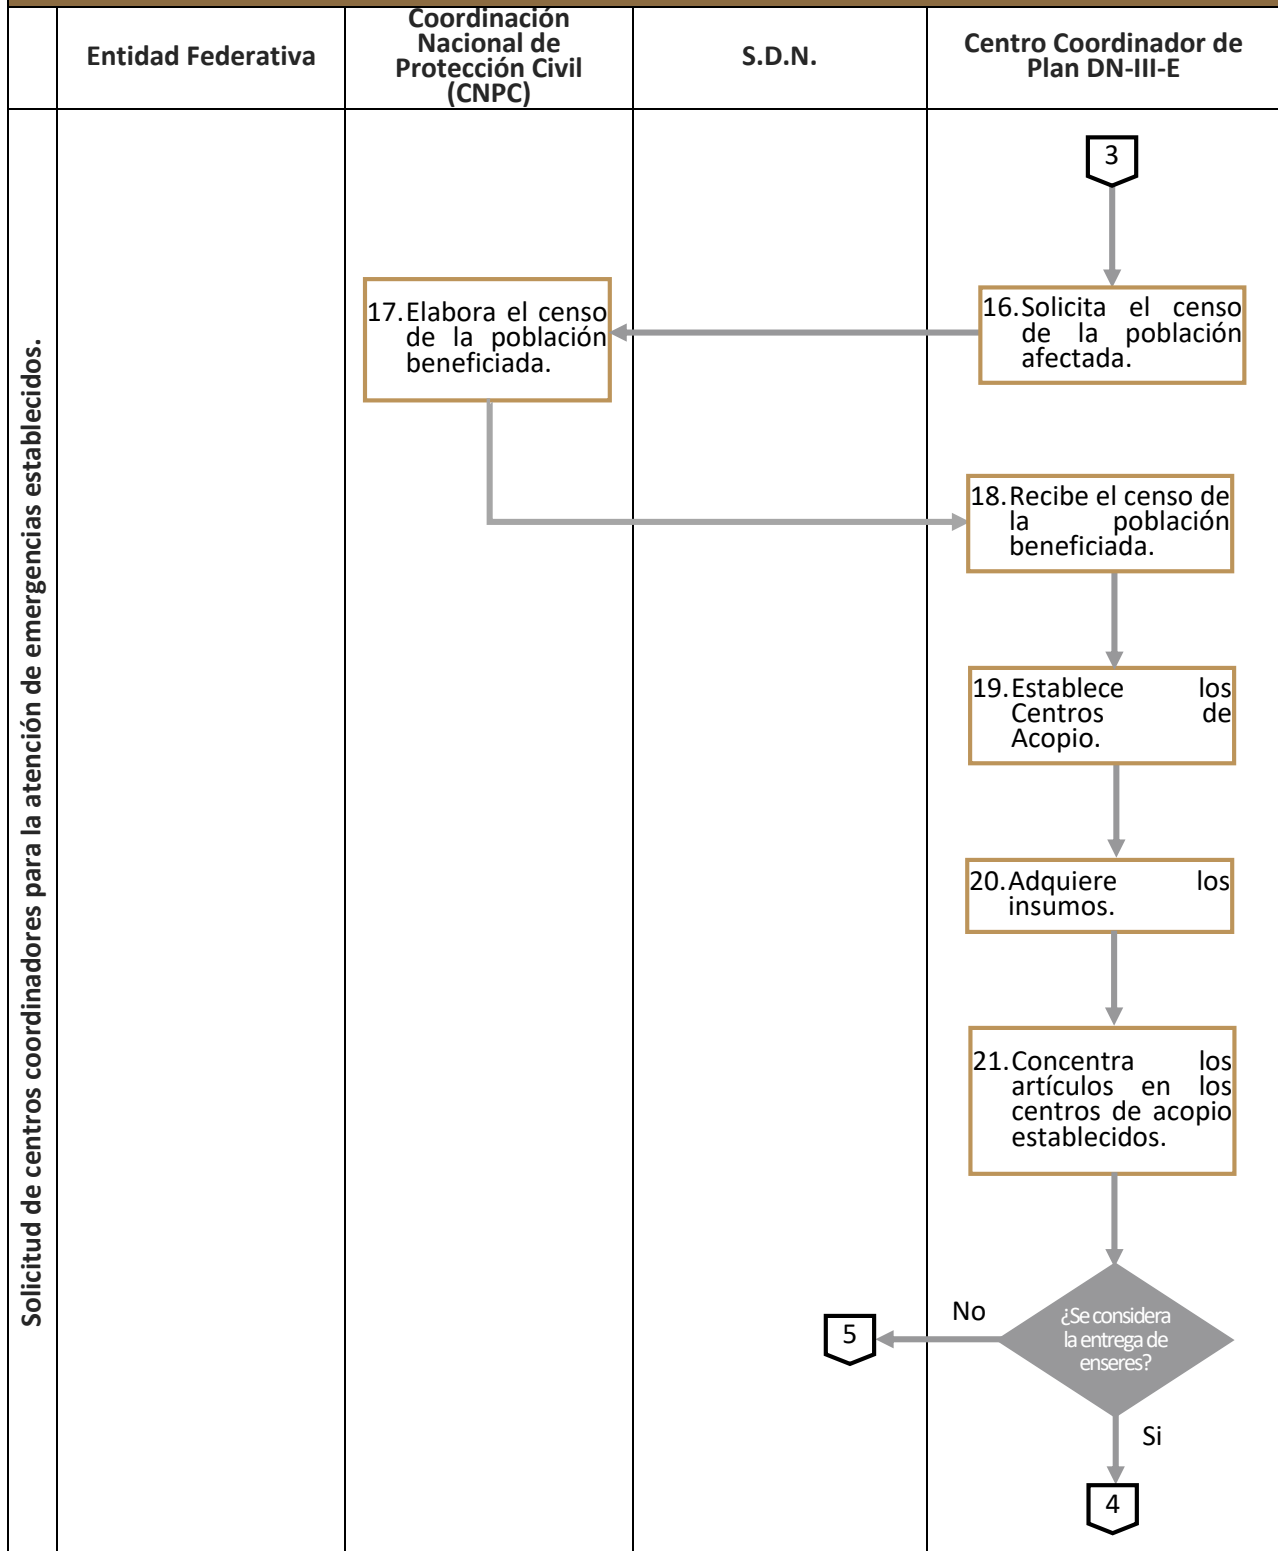 Entidad Federativa
Coordinación
Nacional de
Protección Civil
(CNPC)
S.D.N.
Centro Coordinador de
Plan DN-III-E
Solicitud de centros coordinadores para la atención de emergencias establecidos.
3
16.Solicita el censo
de la población
afectada.
17.Elabora el censo
de la población
beneficiada.
18.Recibe el censo de
la población
beneficiada.
19.Establece los
Centros de
Acopio.
20.Adquiere los
insumos.
21.Concentra los
artículos en los
centros de acopio
establecidos.
¿Se considera
la entrega de
enseres?
No
5
Si
4